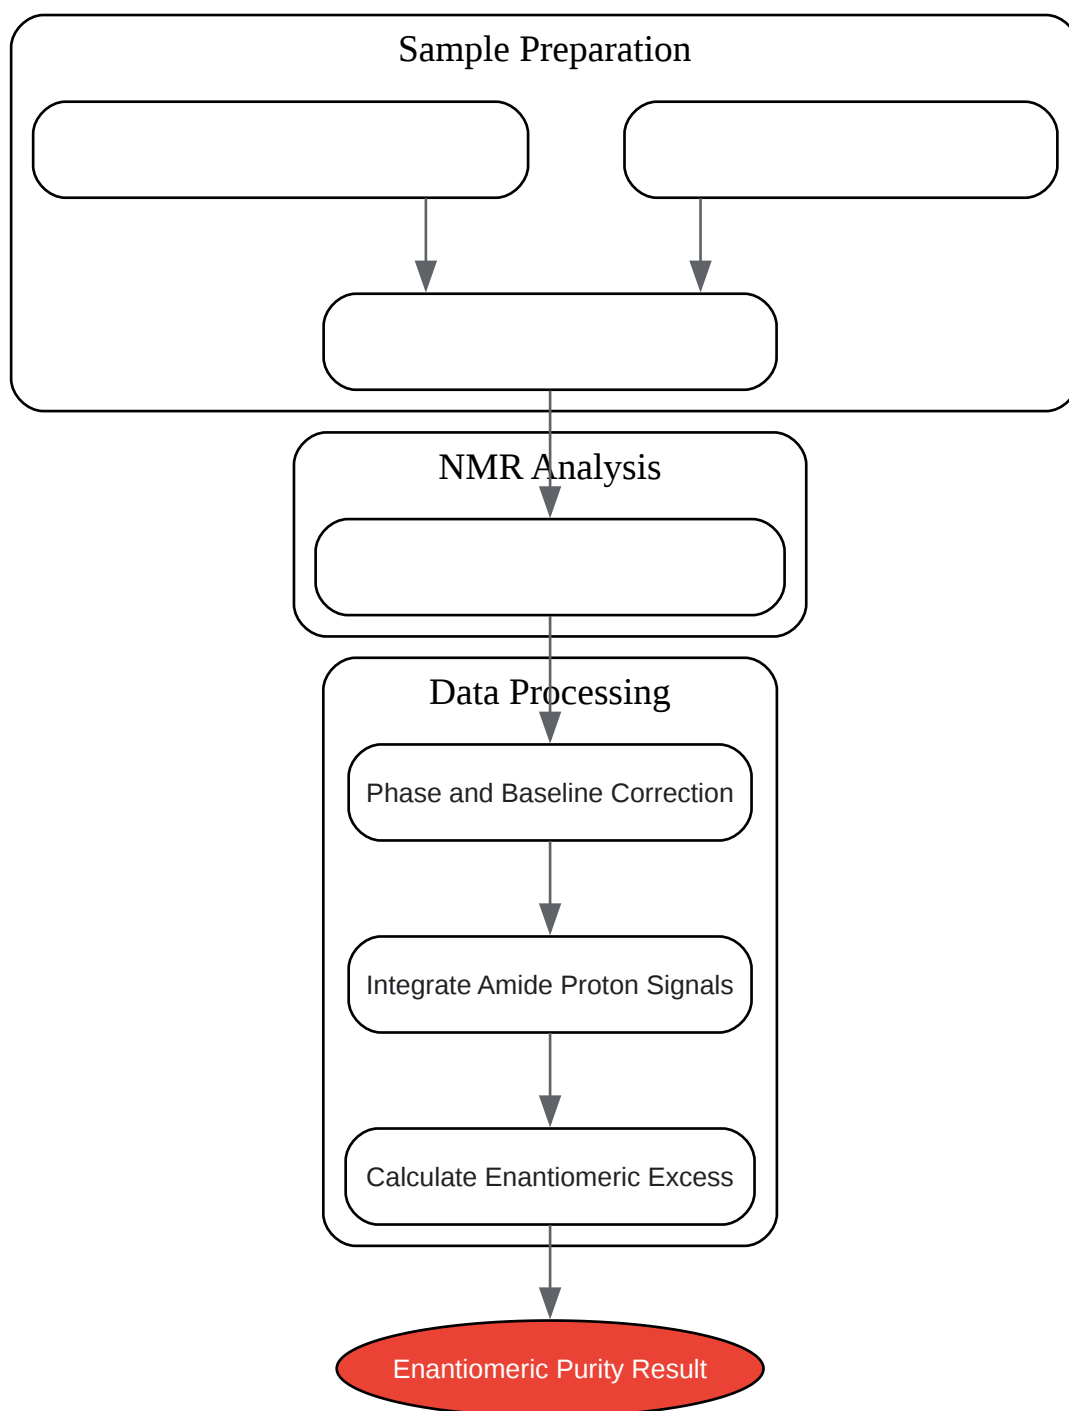 Sample Preparation
NMR Analysis
Data Processing
Phase and Baseline Correction
Integrate Amide Proton Signals
Calculate Enantiomeric Excess
Enantiomeric Purity Result